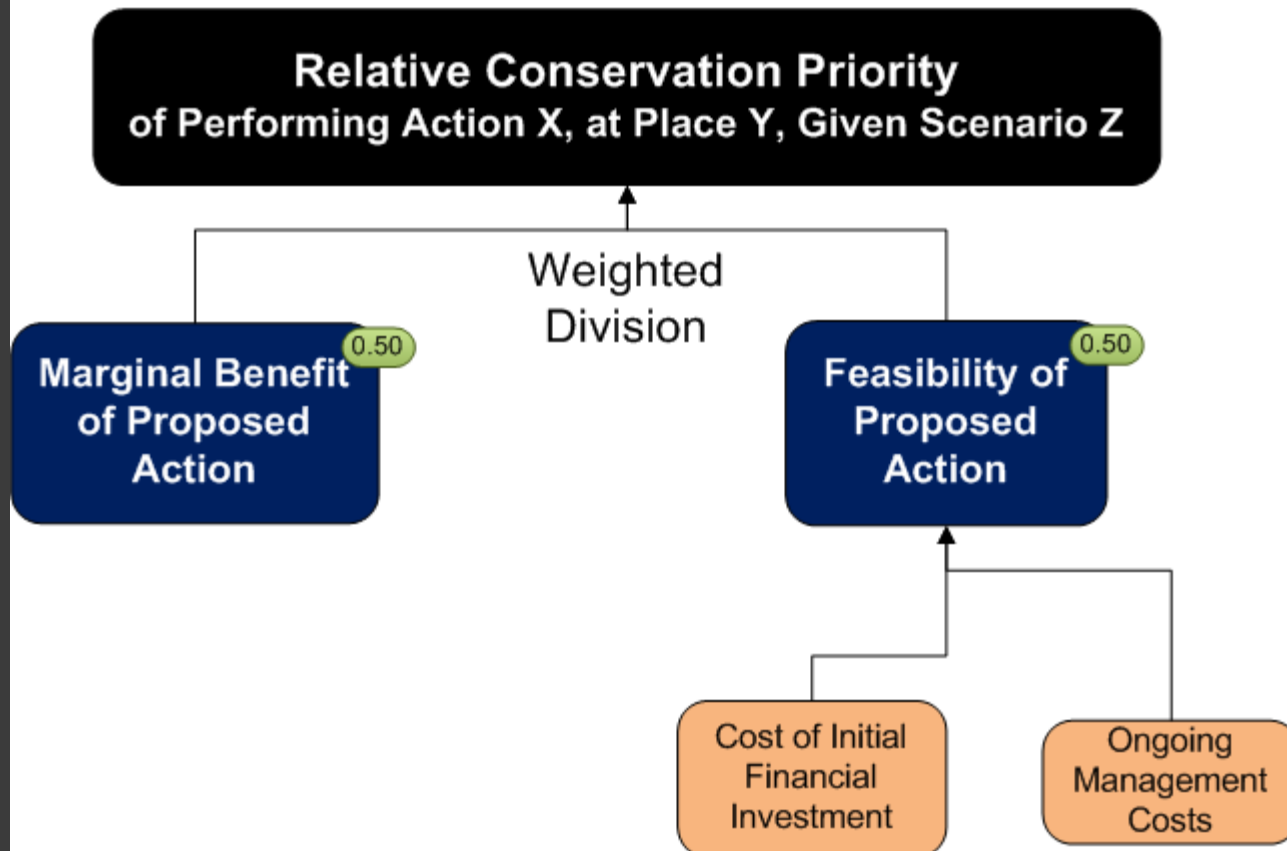 Relative Conservation Priority
of Performing Action X, at Place Y, Given Scenario Z
Weighted
Division
0.50
Marginal Benefit
of Proposed
Action
0.50
Feasibility of
Proposed
Action
Cost of Initial
Financial
Investment
Ongoing
Management
Costs